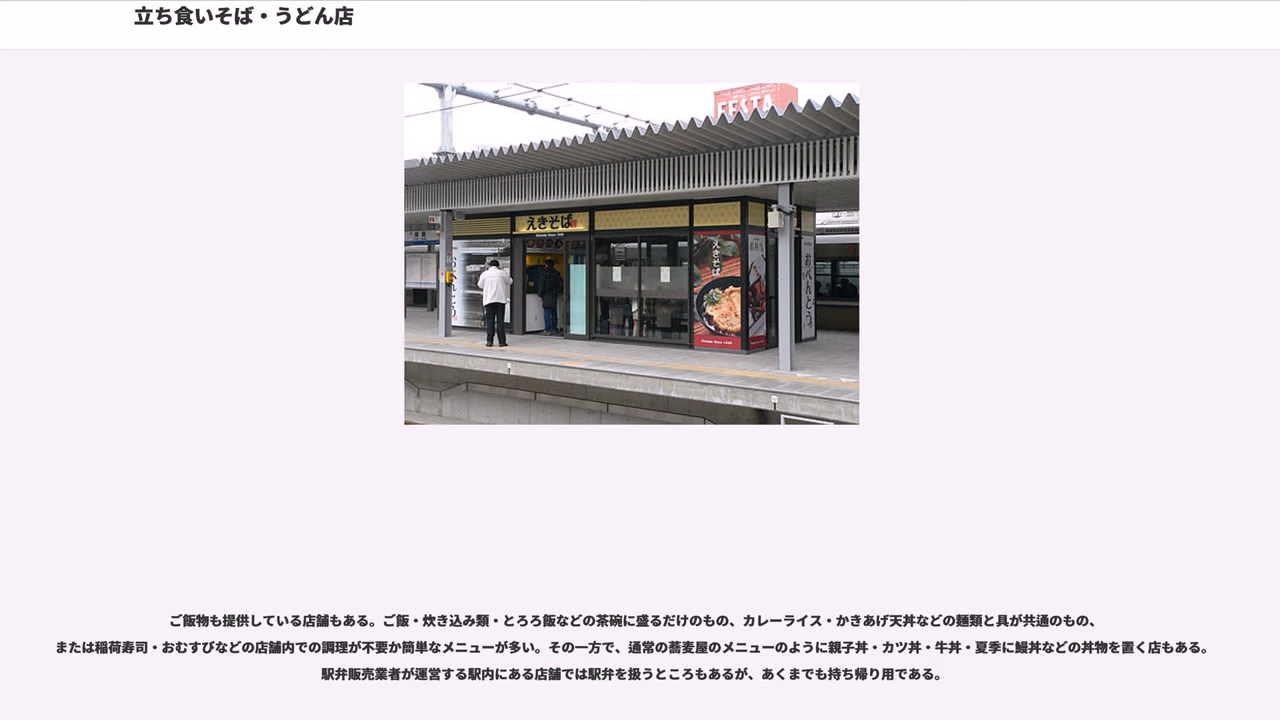 立ち食いそば・うどん店
FESTA
えきそば
えきそば
おべんとう
ご飯物も提供している店舗もある。ご飯・炊き込み類・とろろ飯などの茶碗に盛るだけのもの、カレーライス・かきあげ天丼などの麺類と具が共通のもの、
または稲荷寿司・おむすびなどの店舗内での調理が不要か簡単なメニューが多い。その一方で、通常の蕎麦屋のメニューのように親子丼・カツ丼・牛丼・夏季に鰻丼などの丼物を置く店もある。
駅弁販売業者が運営する駅内にある店舗では駅弁を扱うところもあるが、あくまでも持ち帰り用である。